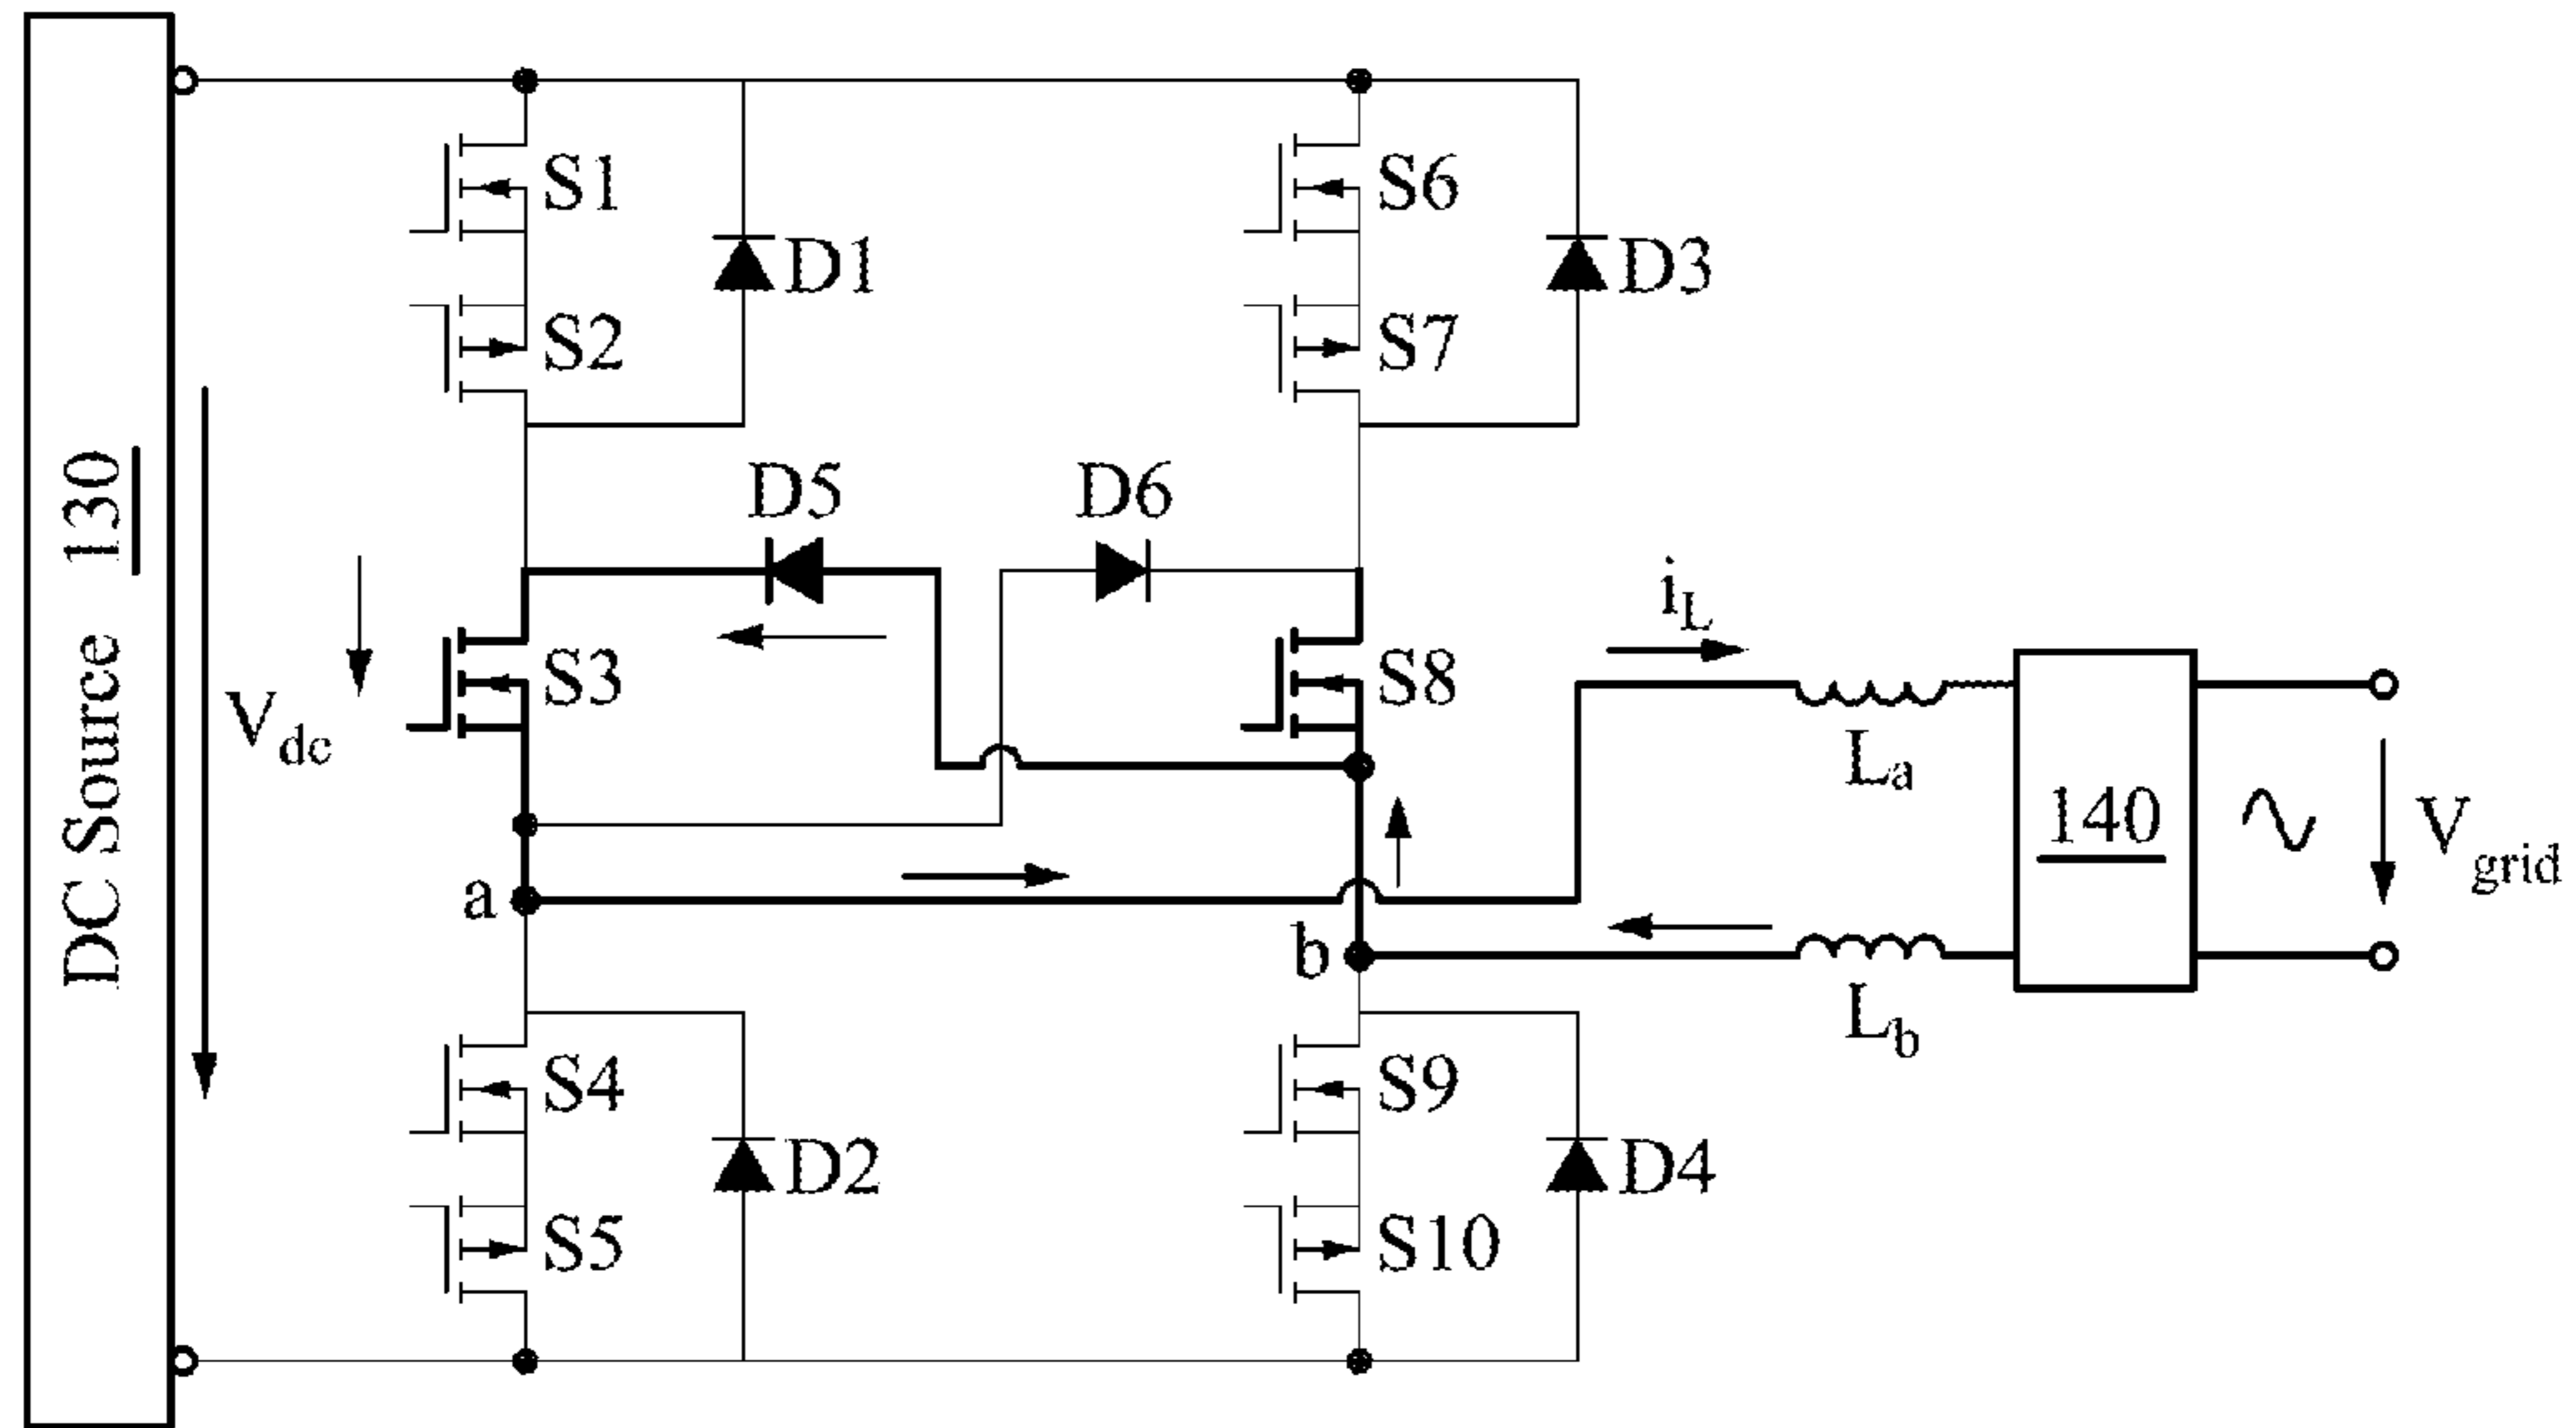 DC Source 130
V_dc
S1
D1
S2
S6
D3
S7
D5
D6
S3
S8
i_L
L_a
140
V_grid
a
b
L_b
S4
D2
S5
S9
D4
S10